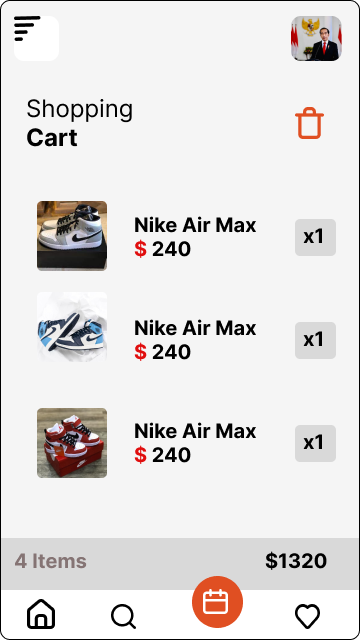 Shopping
Cart
Nike Air Max
$ 240
x1
Nike Air Max
$ 240
x1
Nike Air Max
$ 240
x1
4 Items
$1320